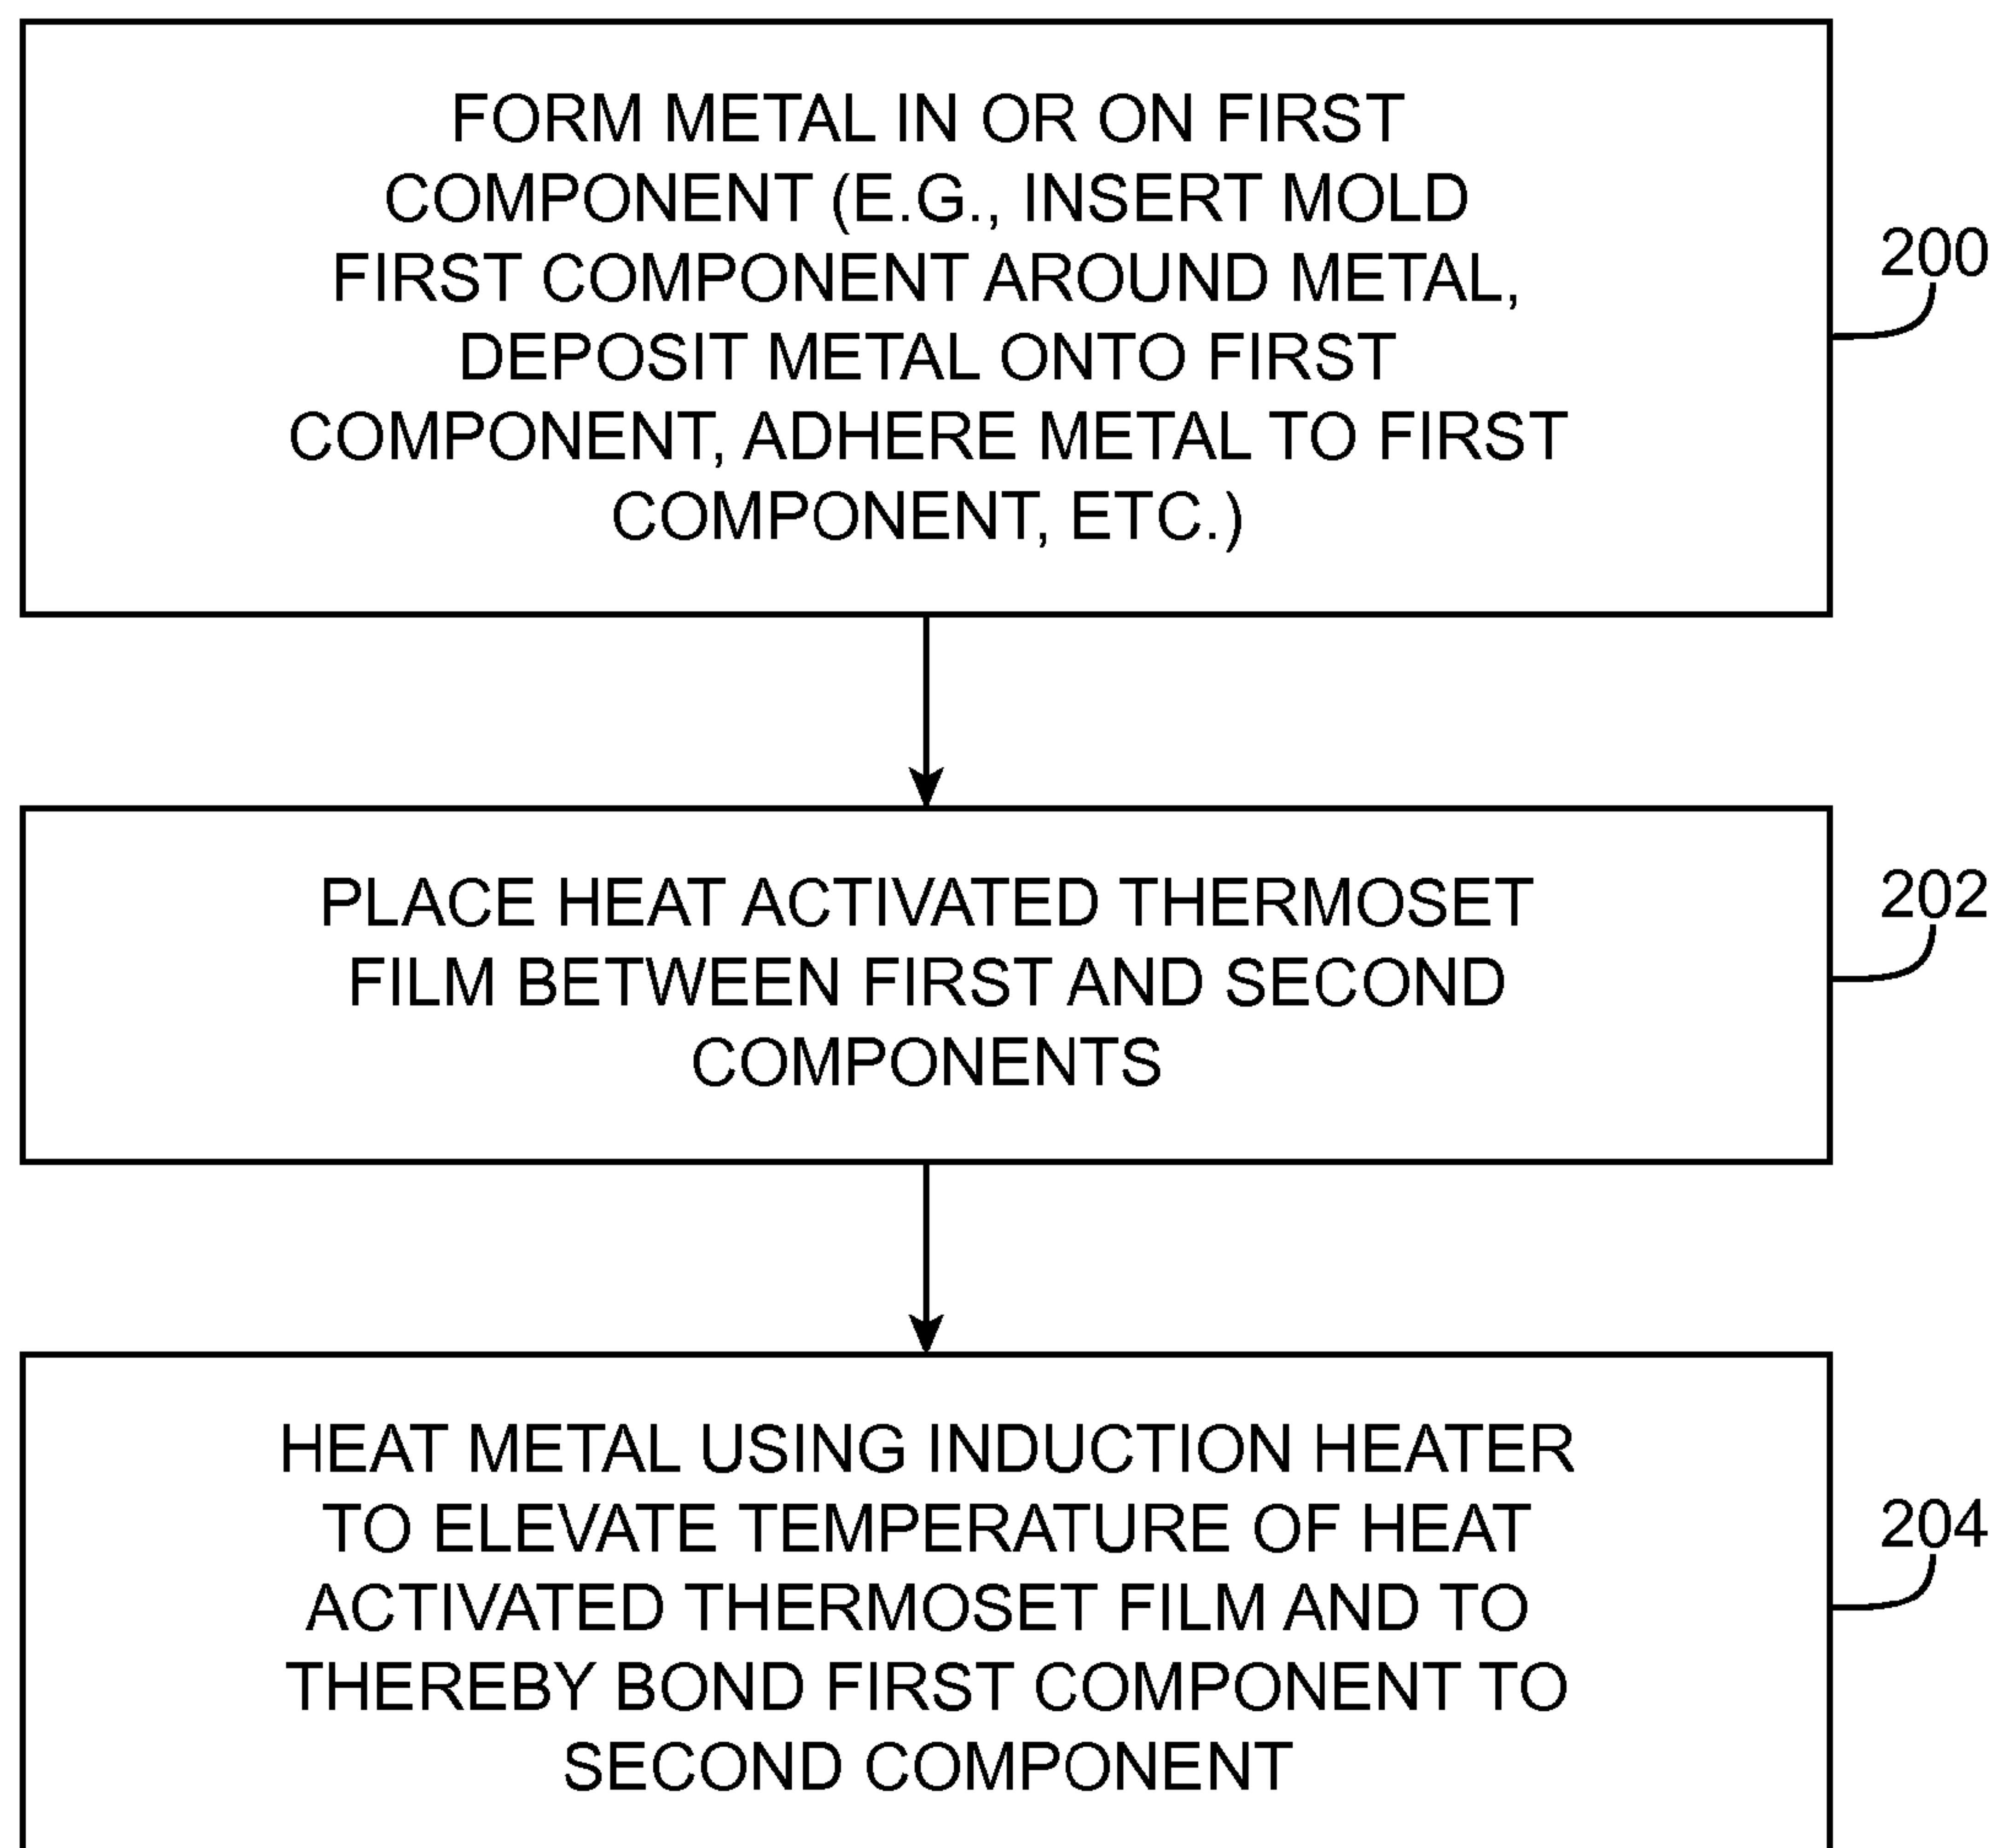 FORM METAL IN OR ON FIRST
COMPONENT (E.G., INSERT MOLD
FIRST COMPONENT AROUND METAL,
DEPOSIT METAL ONTO FIRST
COMPONENT, ADHERE METAL TO FIRST
COMPONENT, ETC.)
200
PLACE HEAT ACTIVATED THERMOSET
FILM BETWEEN FIRST AND SECOND
COMPONENTS
202
HEAT METAL USING INDUCTION HEATER
TO ELEVATE TEMPERATURE OF HEAT
ACTIVATED THERMOSET FILM AND TO
THEREBY BOND FIRST COMPONENT TO
SECOND COMPONENT
204